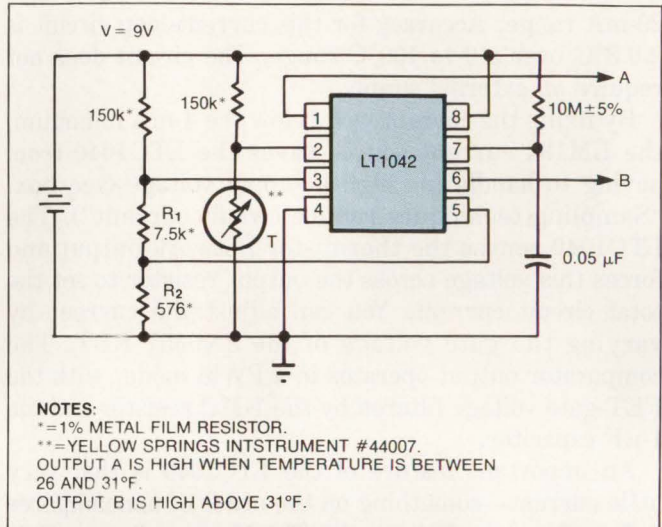 V = 9V
150k*
150k*
10M±5%
A
1
8
2
LT1042
7
3
6
B
4
5
**
R1
7.5k*
T
0.05 µF
R2
576*
NOTES:
*=1% METAL FILM RESISTOR.
**=YELLOW SPRINGS INTSTRUMENT #44007.
OUTPUT A IS HIGH WHEN TEMPERATURE IS BETWEEN
26 AND 31°F.
OUTPUT B IS HIGH ABOVE 31°F.